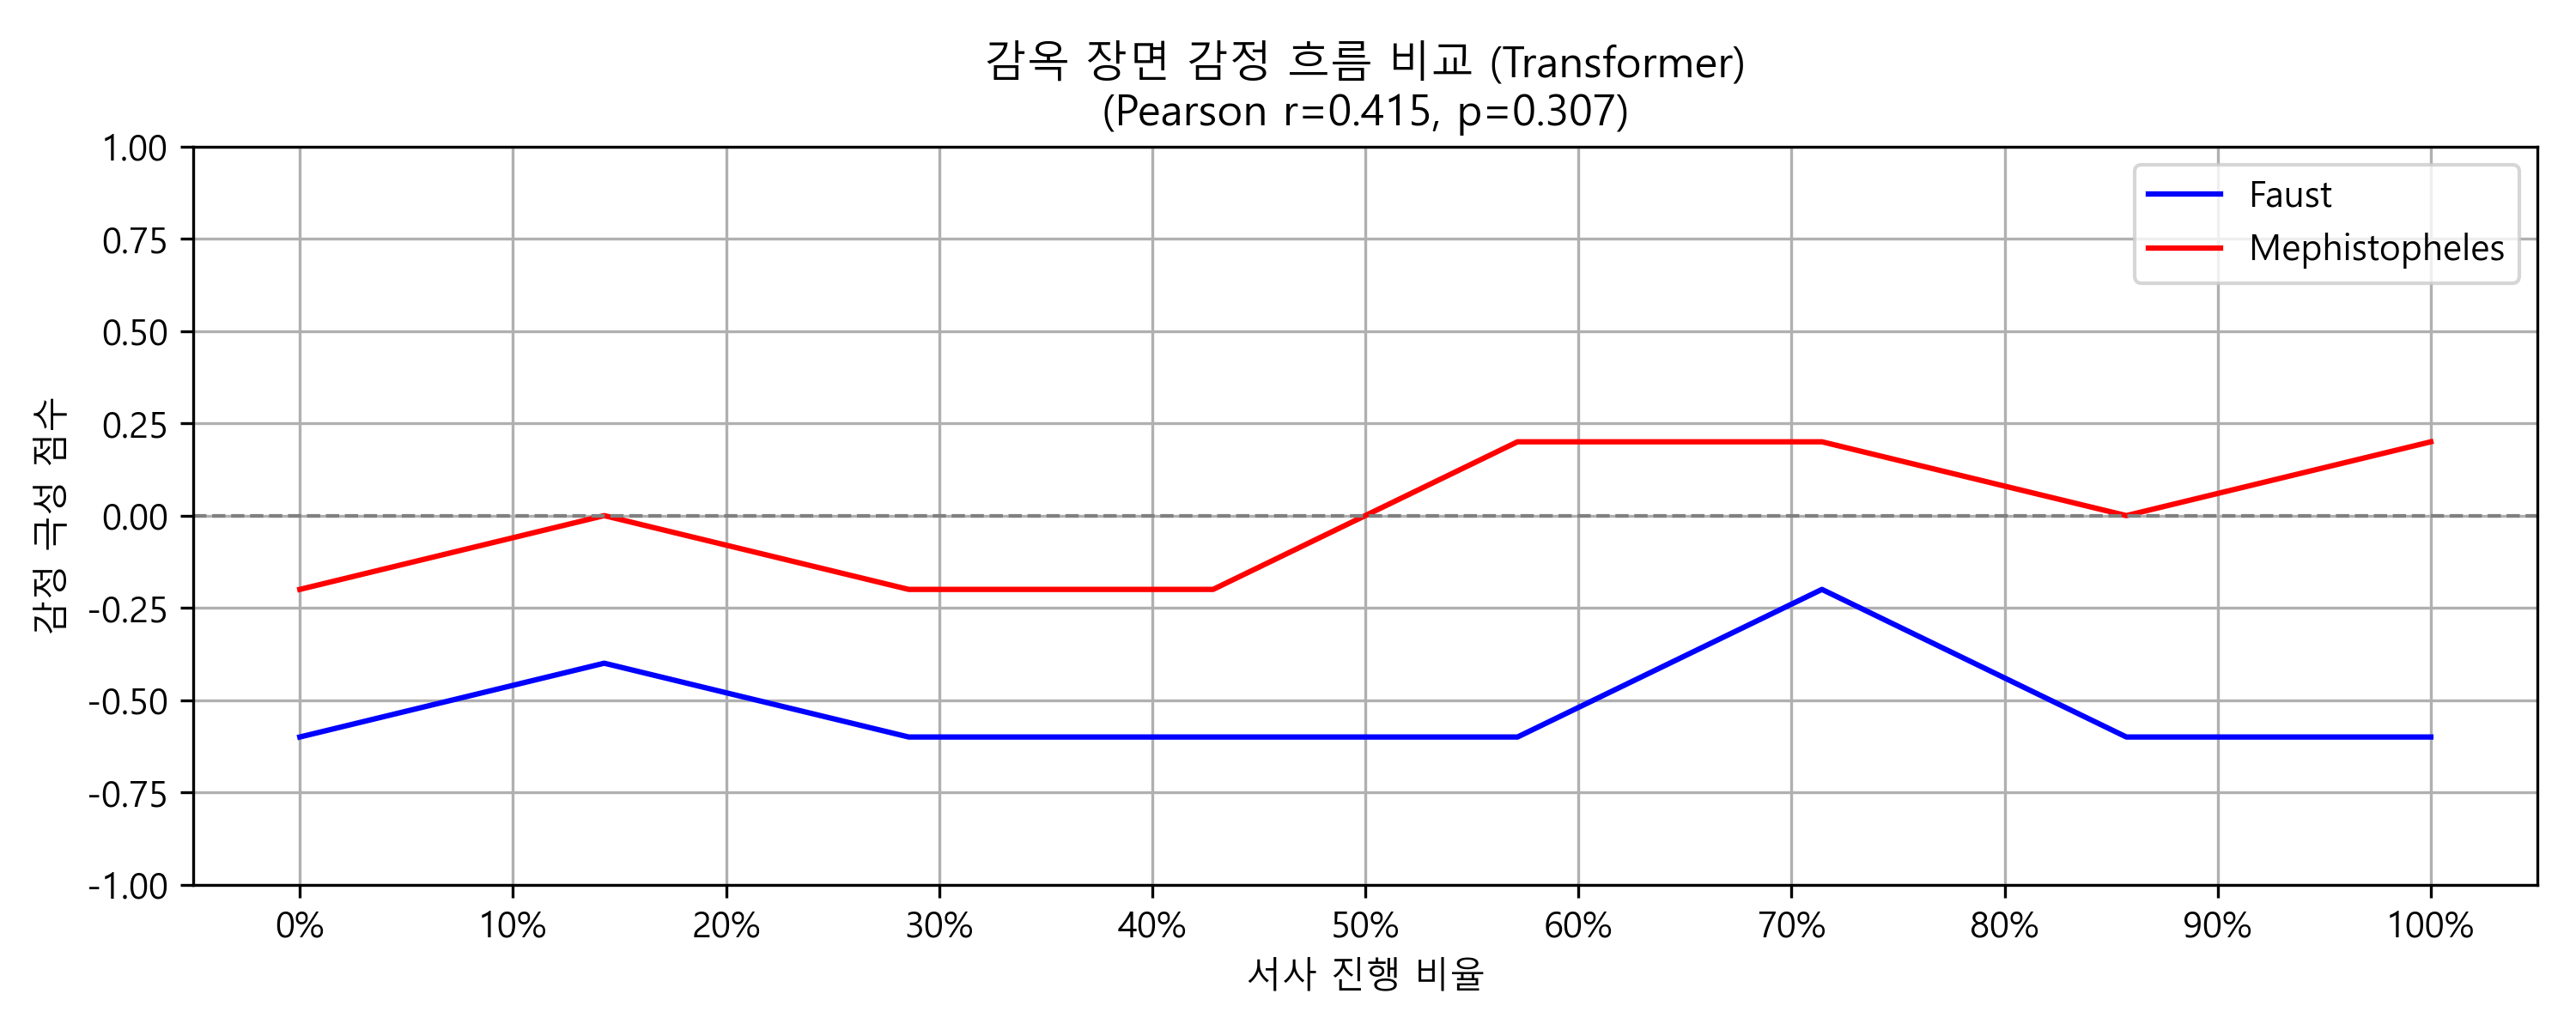 감옥 장면 감정 흐름 비교 (Transformer)
(Pearson r=0.415, p=0.307)
Faust
Mephistopheles
감정 극성 점수
1.00
0.75
0.50
0.25
0.00
-0.25
-0.50
-0.75
-1.00
0% 10% 20% 30% 40% 50% 60% 70% 80% 90% 100%
서사 진행 비율